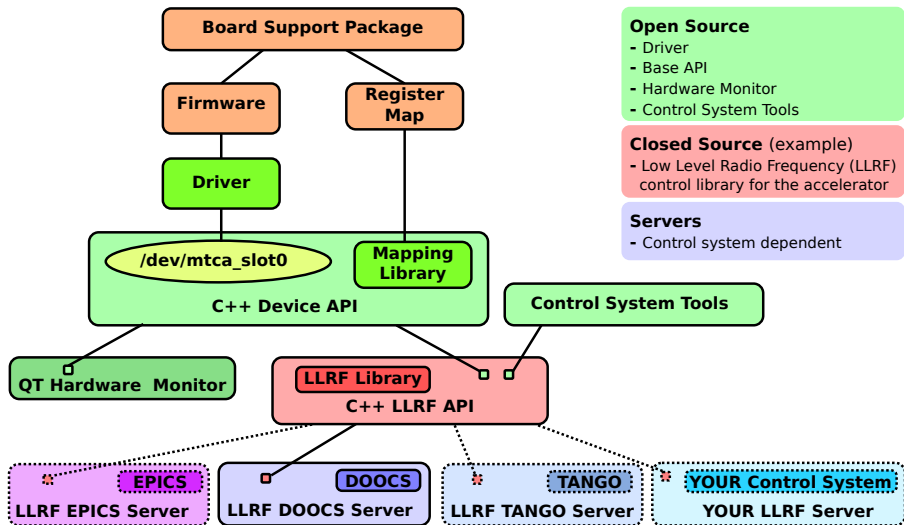 Board Support Package
Open Source
- Driver
- Base API
- Hardware Monitor
- Control System Tools
Firmware
Register
Map
Closed Source (example)
- Low Level Radio Frequency (LLRF)
control library for the accelerator
Driver
Servers
- Control system dependent
/dev/mtca_slot0
Mapping
Library
C++ Device API
Control System Tools
QT Hardware Monitor
LLRF Library
C++ LLRF API
EPICS
LLRF EPICS Server
DOOCS
LLRF DOOCS Server
TANGO
LLRF TANGO Server
YOUR Control System
YOUR LLRF Server